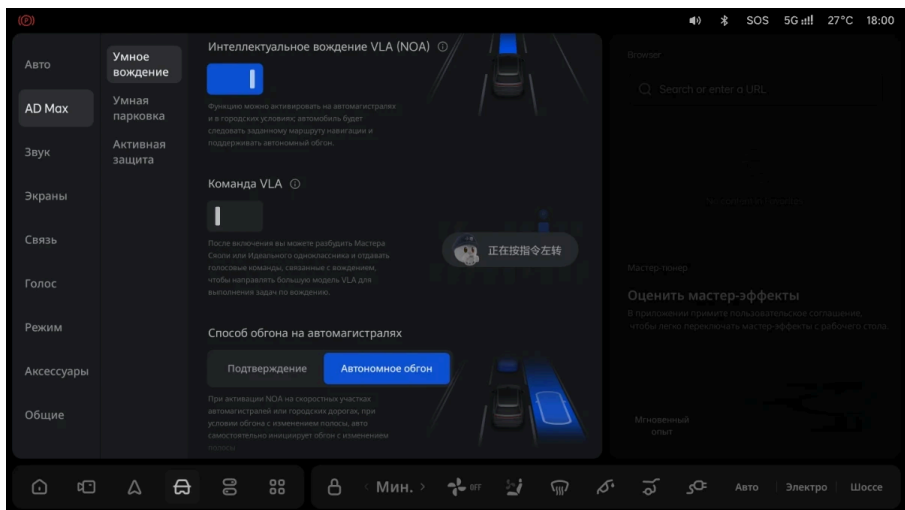 SOS 5G 27°C 18:00
Авто
AD Max
Звук
Экраны
Связь
Голос
Режим
Аксессуары
Общие
Умное
вождение
Умная
парковка
Активная
защита
Интеллектуальное вождение VLA (NOA)
Функцию можно активировать на автомагистралях
и в городских условиях: автомобиль будет
следовать заданному маршруту навигации и
поддерживать автономный обгон.
Команда VLA
После включения вы можете разбудить Мастера
Сяопи или Идеального одноклассника и отдавать
голосовые команды, связанные с вождением,
чтобы направлять большую модель VLA для
выполнения задач по вождению.
正在按指令左转
Способ обгона на автомагистралях
Подтверждение Автономное обгон
При активации NOA на скоростных участках
автомагистралей или городских дорогах, при
условии обгона с изменением полосы, авто
самостоятельно инициирует обгон с изменением
полосы
Browser
Search or enter a URL
Мастер-тюнер
Оценить мастер-эффекты
В приложении примите пользовательское соглашение,
чтобы легко переключать мастер-эффекты с рабочего стола
Мгновенный
опыт
Мин. OFF Авто Электро Шоссе